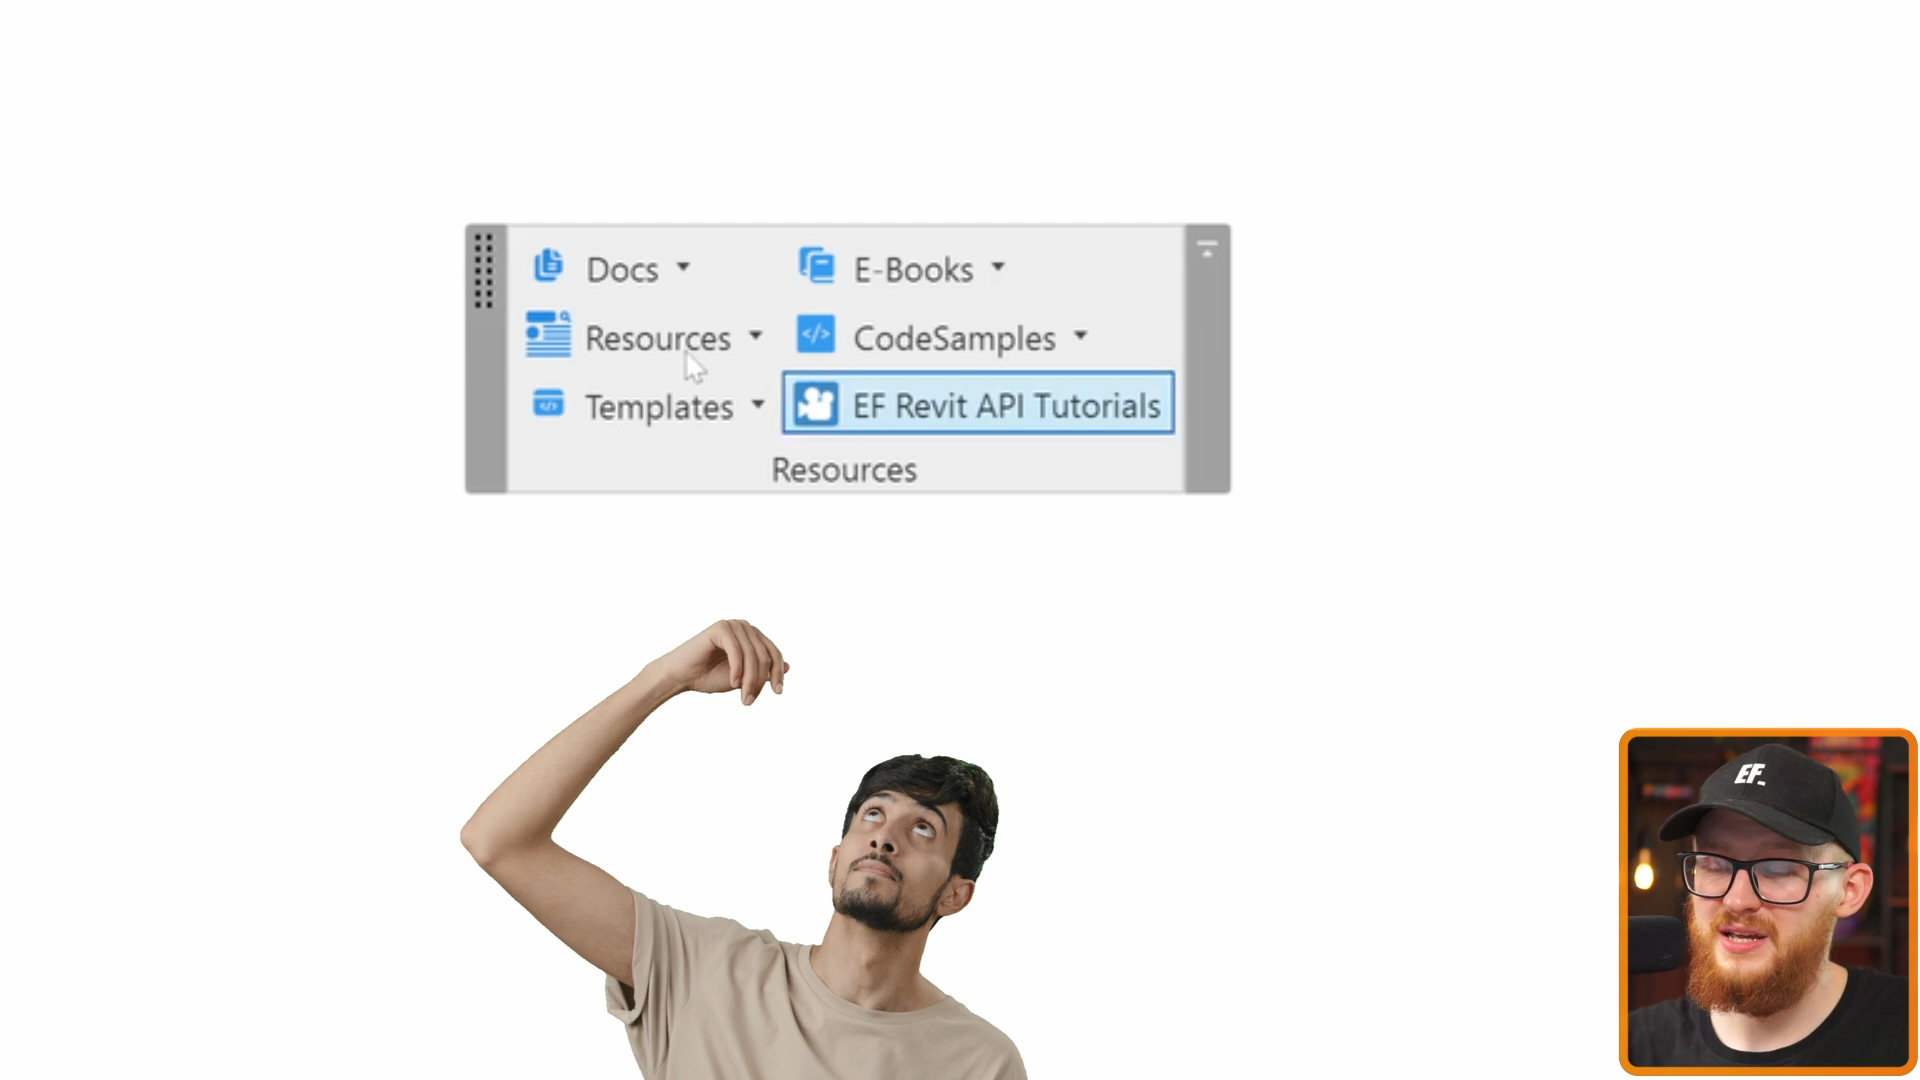 Docs
E-Books
Resources
CodeSamples
Templates
EF Revit API Tutorials
Resources
EF.